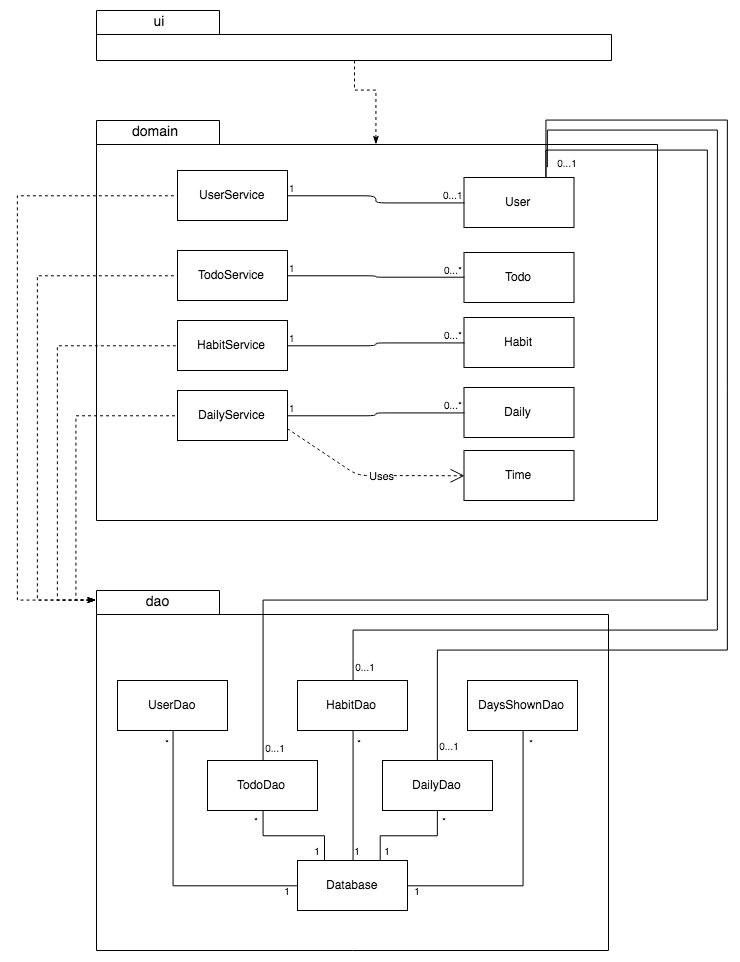 ui
domain
0...1
UserService
1
0...1
User
TodoService
1
0...*
Todo
HabitService
1
0...*
Habit
DailyService
1
0...*
Daily
Uses
Time
dao
0...1
UserDao
HabitDao
DaysShownDao
*
*
*
0...1
0...1
TodoDao
DailyDao
*
*
1
1
1
Database
1
1